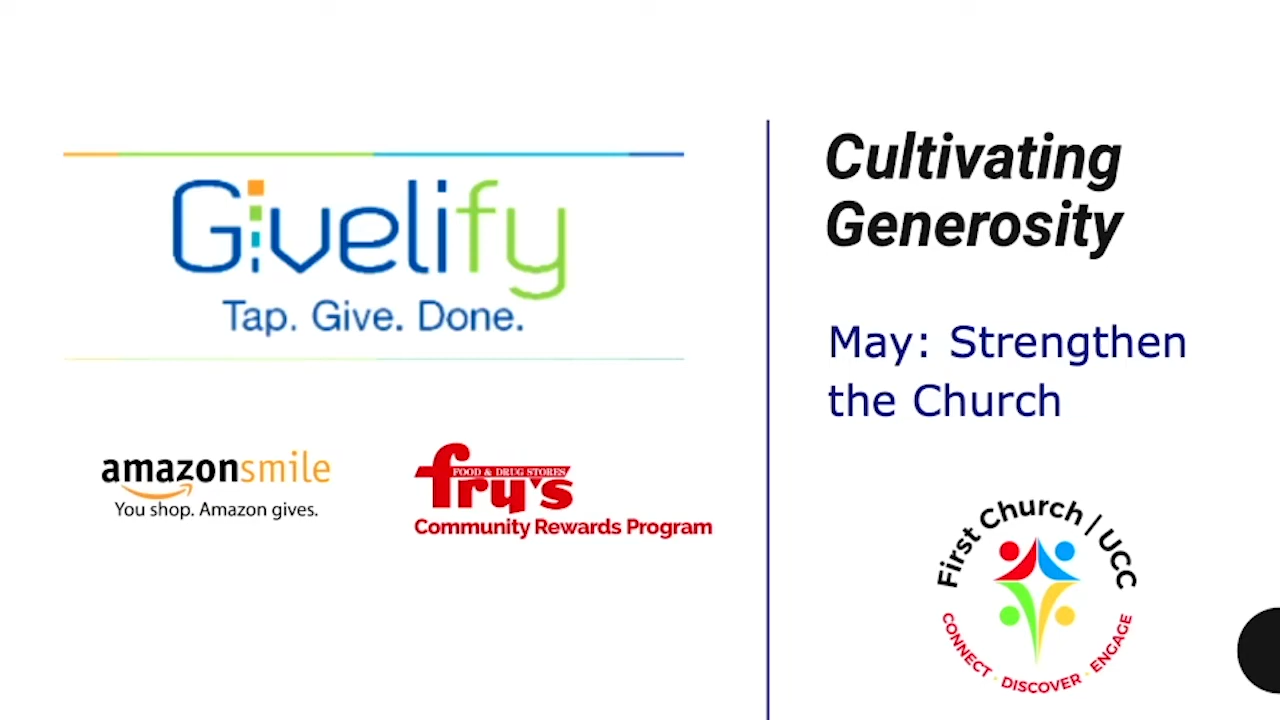 Givelify
Tap. Give. Done.
amazonsmile
You shop. Amazon gives.
FOOD & DRUG STORES
fry's
Community Rewards Program
Cultivating
Generosity
May: Strengthen
the Church
First Church | UCC
CONNECT · DISCOVER · ENGAGE